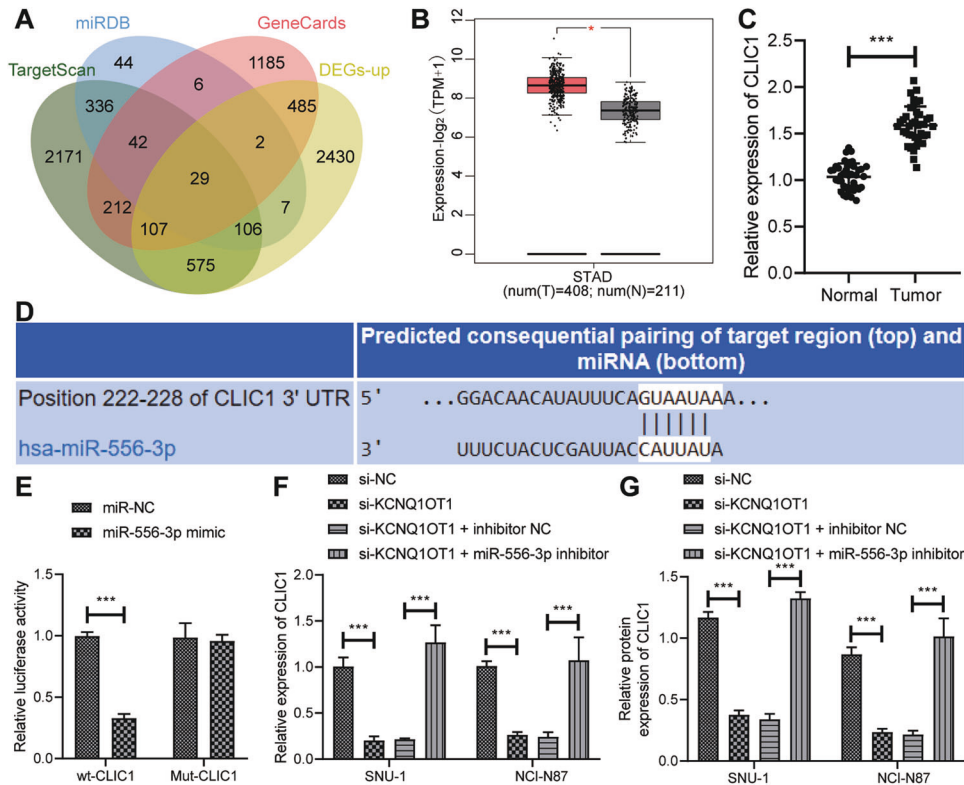 A
miRDB
GeneCards
TargetScan
DEGs-up
44
1185
6
336
485
42
2
2171
2430
29
212
107
106
7
575
B
Expression-log2 (TPM+1)
12
10
8
6
4
2
0
*
STAD
(num(T)=408; num(N)=211)
C
Relative expression of CLIC1
2.5
2.0
1.5
1.0
0.5
0.0
***
Normal Tumor
D
Predicted consequential pairing of target region (top) and
miRNA (bottom)
Position 222-228 of CLIC1 3' UTR 5' ...GGACAACAUAUUUCAGUAAUAAA...
||||||
hsa-miR-556-3p 3' UUUCUACUCGAUUACCAUUAUA
E
miR-NC
miR-556-3p mimic
Relative luciferase activity
1.5
1.0
0.5
0.0
***
wt-CLIC1 Mut-CLIC1
F
si-NC
si-KCNQ1OT1
si-KCNQ1OT1 + inhibitor NC
si-KCNQ1OT1 + miR-556-3p inhibitor
Relative expression of CLIC1
2.0
1.5
1.0
0.5
0.0
*** *** *** ***
SNU-1 NCI-N87
G
si-NC
si-KCNQ1OT1
si-KCNQ1OT1 + inhibitor NC
si-KCNQ1OT1 + miR-556-3p inhibitor
Relative protein
expression of CLIC1
1.5
1.0
0.5
0.0
*** *** *** ***
SNU-1 NCI-N87